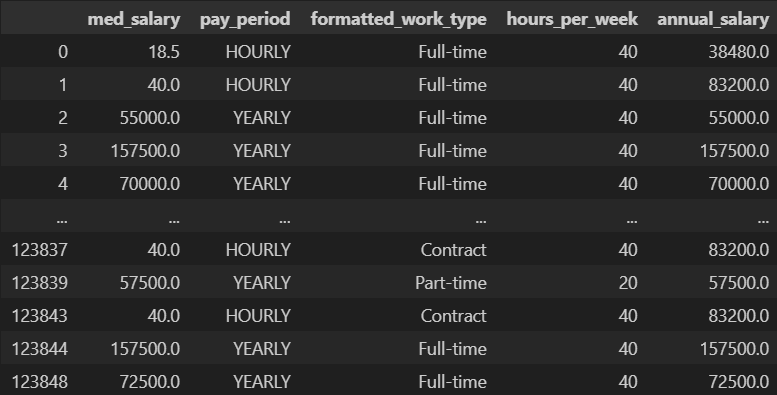 med_salary pay_period formatted_work_type hours_per_week annual_salary
0 18.5 HOURLY Full-time 40 38480.0
1 40.0 HOURLY Full-time 40 83200.0
2 55000.0 YEARLY Full-time 40 55000.0
3 157500.0 YEARLY Full-time 40 157500.0
4 70000.0 YEARLY Full-time 40 70000.0
... ... ... ... ... ...
123837 40.0 HOURLY Contract 40 83200.0
123839 57500.0 YEARLY Part-time 20 57500.0
123843 40.0 HOURLY Contract 40 83200.0
123844 157500.0 YEARLY Full-time 40 157500.0
123848 72500.0 YEARLY Full-time 40 72500.0